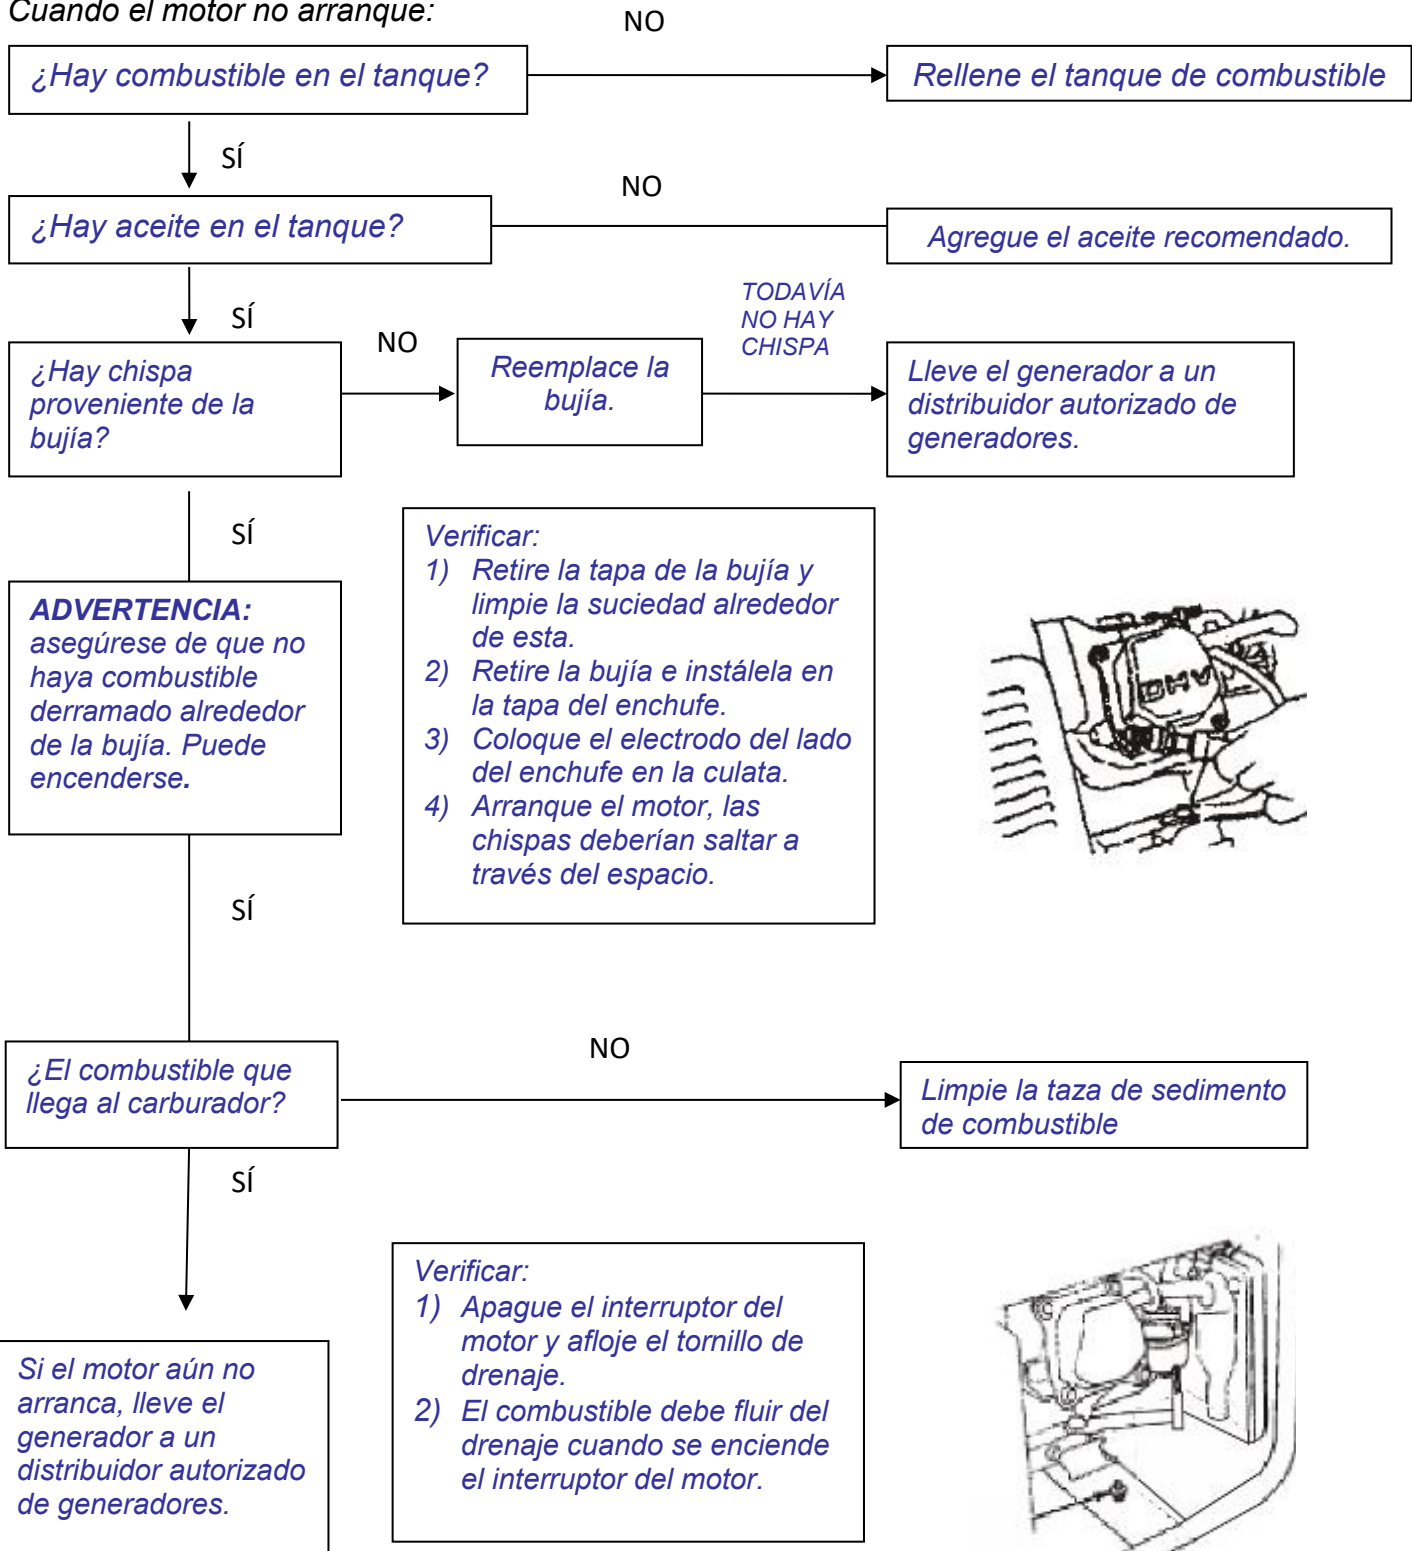 Cuando el motor no arranque:
NO
¿Hay combustible en el tanque?
Rellene el tanque de combustible
SÍ
NO
¿Hay aceite en el tanque?
Agregue el aceite recomendado.
SÍ
NO
TODAVÍA
NO HAY
CHISPA
¿Hay chispa
proveniente de la
bujía?
Reemplace la
bujía.
Lleve el generador a un
distribuidor autorizado de
generadores.
SÍ
ADVERTENCIA:
asegúrese de que no
haya combustible
derramado alrededor
de la bujía. Puede
encenderse.
Verificar:
1) Retire la tapa de la bujía y
limpie la suciedad alrededor
de esta.
2) Retire la bujía e instálela en
la tapa del enchufe.
3) Coloque el electrodo del lado
del enchufe en la culata.
4) Arranque el motor, las
chispas deberían saltar a
través del espacio.
OHV
SÍ
NO
¿El combustible que
llega al carburador?
Limpie la taza de sedimento
de combustible
SÍ
Si el motor aún no
arranca, lleve el
generador a un
distribuidor autorizado
de generadores.
Verificar:
1) Apague el interruptor del
motor y afloje el tornillo de
drenaje.
2) El combustible debe fluir del
drenaje cuando se enciende
el interruptor del motor.